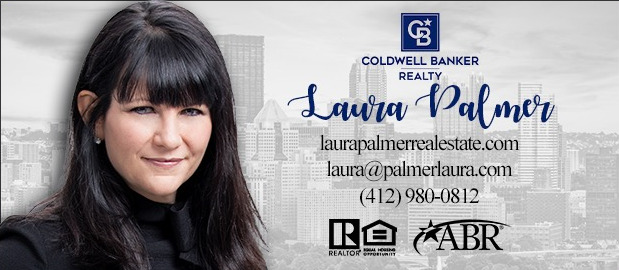 CB
COLDWELL BANKER
REALTY
Laura Palmer
laurapalmerrealestate.com
laura@palmerlaura.com
(412) 980-0812
R
REALTOR®
EQUAL HOUSING
OPPORTUNITY
ABR®